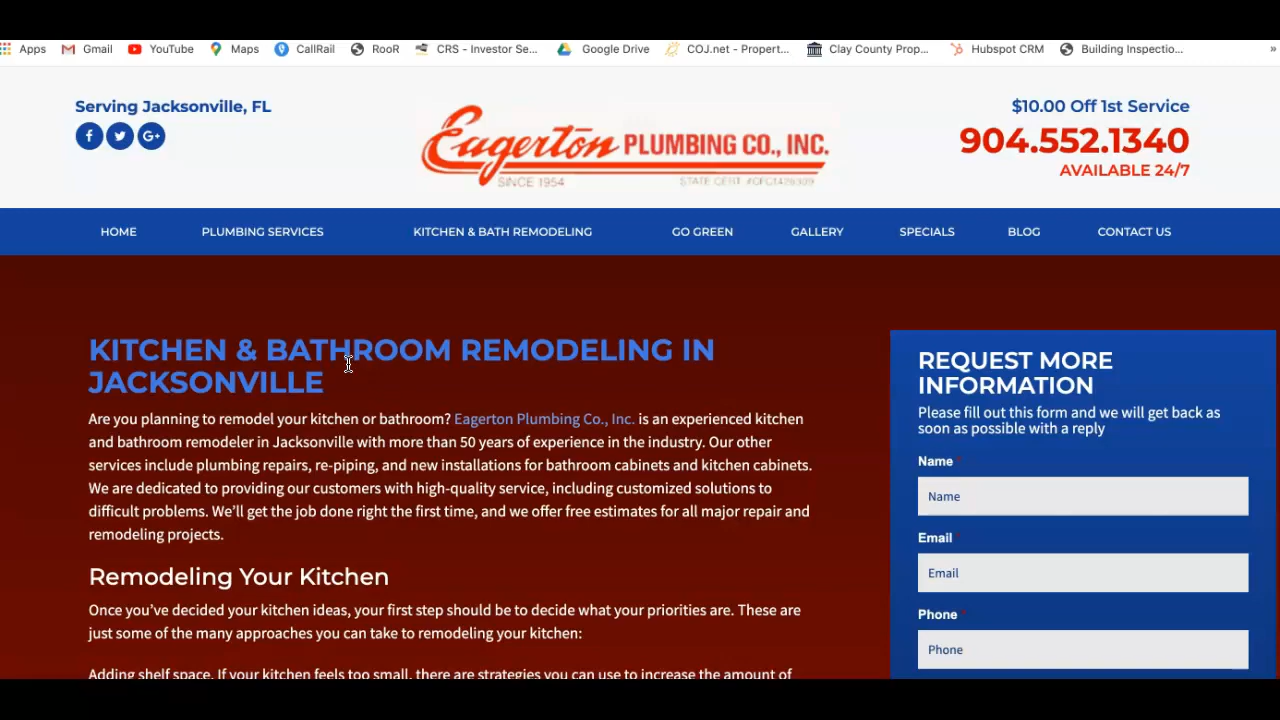 Apps Gmail YouTube Maps CallRail RooR CRS - Investor Se... Google Drive COJ.net - Propert... Clay County Prop... Hubspot CRM Building Inspectio... »
Serving Jacksonville, FL
f G+
Eagerton PLUMBING CO., INC.
SINCE 1954 STATE CERT #CFC1428309
$10.00 Off 1st Service
904.552.1340
AVAILABLE 24/7
HOME PLUMBING SERVICES KITCHEN & BATH REMODELING GO GREEN GALLERY SPECIALS BLOG CONTACT US
KITCHEN & BATHROOM REMODELING IN
JACKSONVILLE
Are you planning to remodel your kitchen or bathroom? Eagerton Plumbing Co., Inc. is an experienced kitchen
and bathroom remodeler in Jacksonville with more than 50 years of experience in the industry. Our other
services include plumbing repairs, re-piping, and new installations for bathroom cabinets and kitchen cabinets.
We are dedicated to providing our customers with high-quality service, including customized solutions to
difficult problems. We'll get the job done right the first time, and we offer free estimates for all major repair and
remodeling projects.
Remodeling Your Kitchen
Once you've decided your kitchen ideas, your first step should be to decide what your priorities are. These are
just some of the many approaches you can take to remodeling your kitchen:
Adding shelf space. If your kitchen feels too small, there are strategies you can use to increase the amount of
REQUEST MORE
INFORMATION
Please fill out this form and we will get back as
soon as possible with a reply
Name *
Name
Email *
Email
Phone *
Phone